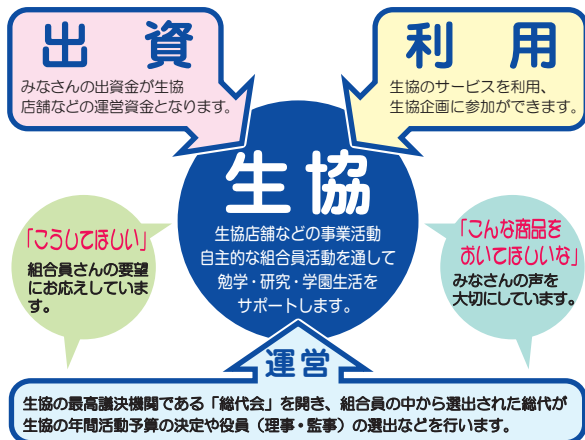 出資
みなさんの出資金が生協
店舗などの運営資金となります。
利用
生協のサービスを利用、
生協企画に参加ができます。
生協
生協店舗などの事業活動
自主的な組合員活動を通して
勉学・研究・学園生活を
サポートします。
「こうしてほしい」
組合員さんの要望
にお応えしていま
す。
「こんな商品を
おいてほしいな」
みなさんの声を
大切にしています。
運営
生協の最高議決機関である「総代会」を開き、組合員の中から選出された総代が
生協の年間活動予算の決定や役員（理事・監事）の選出などを行います。